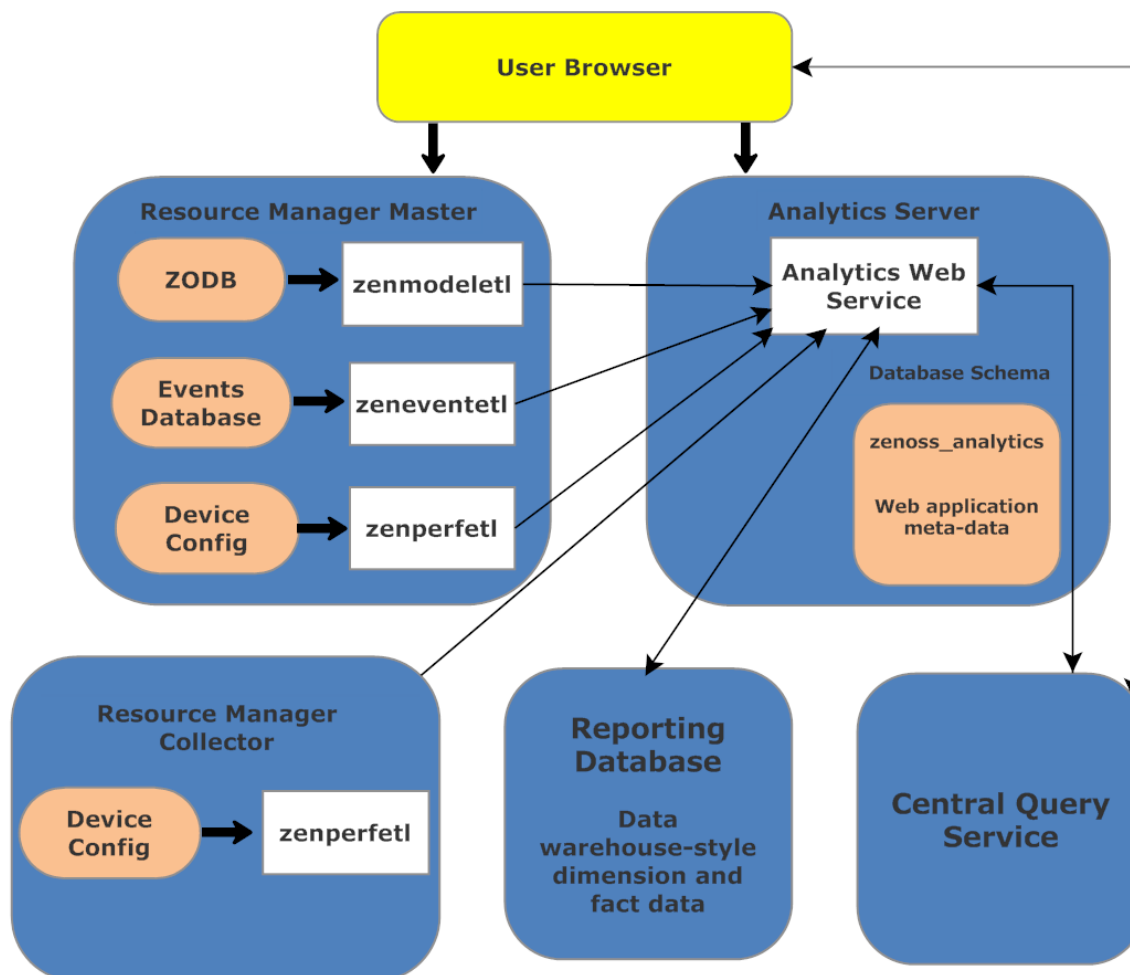 User Browser
Resource Manager Master
ZODB
zenmodeletl
Events
Database
zeneventetl
Device
Config
zenperfetl
Analytics Server
Analytics Web
Service
Database Schema
zenoss_analytics
Web application
meta-data
Resource Manager
Collector
Device
Config
zenperfetl
Reporting
Database
Data
warehouse-style
dimension and
fact data
Central Query
Service